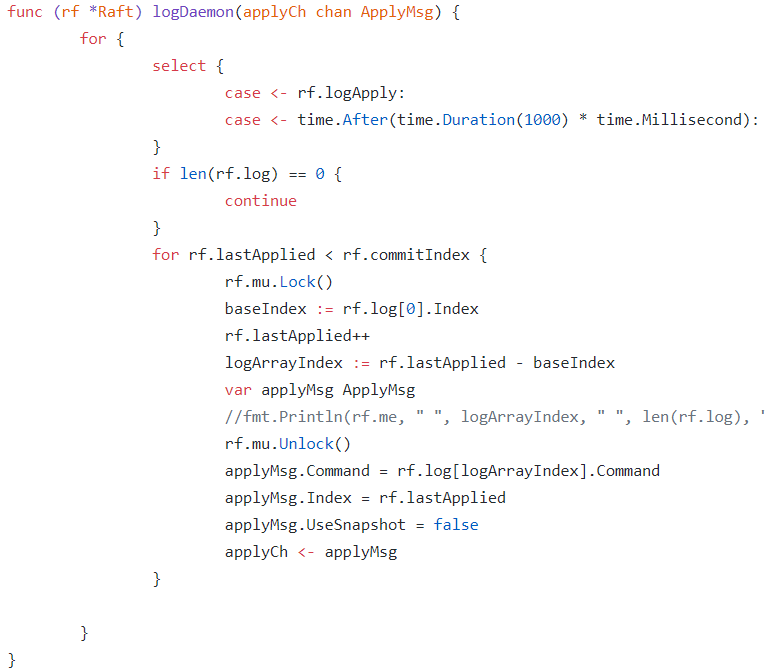 func (rf *Raft) logDaemon(applyCh chan ApplyMsg) {
        for {
                select {
                        case <- rf.logApply:
                        case <- time.After(time.Duration(1000) * time.Millisecond):
                }
                if len(rf.log) == 0 {
                        continue
                }
                for rf.lastApplied < rf.commitIndex {
                        rf.mu.Lock()
                        baseIndex := rf.log[0].Index
                        rf.lastApplied++
                        logArrayIndex := rf.lastApplied - baseIndex
                        var applyMsg ApplyMsg
                        //fmt.Println(rf.me, " ", logArrayIndex, " ", len(rf.log), '
                        rf.mu.Unlock()
                        applyMsg.Command = rf.log[logArrayIndex].Command
                        applyMsg.Index = rf.lastApplied
                        applyMsg.UseSnapshot = false
                        applyCh <- applyMsg
                }

        }
}